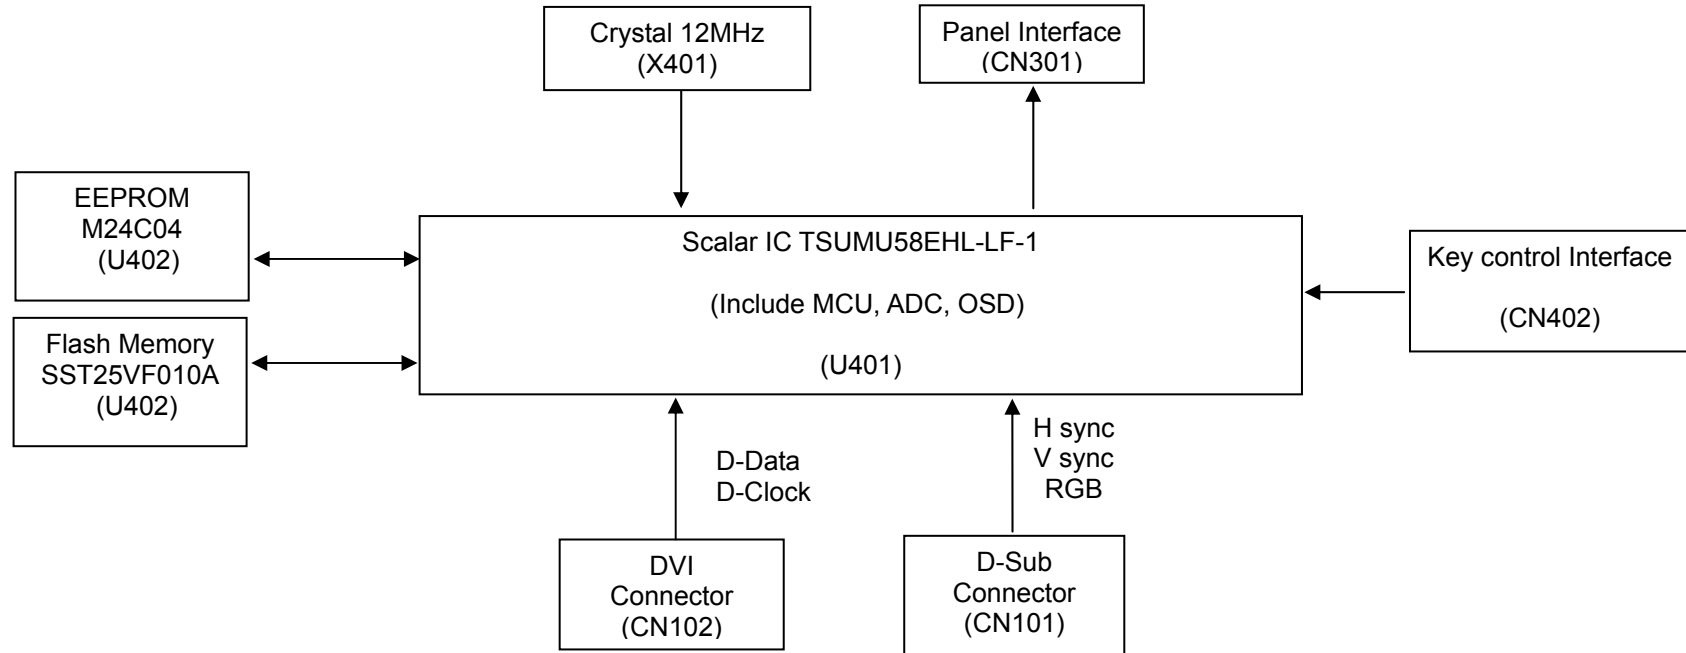 Crystal 12MHz
(X401)
Panel Interface
(CN301)
EEPROM
M24C04
(U402)
Flash Memory
SST25VF010A
(U402)
Scalar IC TSUMU58EHL-LF-1
(Include MCU, ADC, OSD)
(U401)
Key control Interface
(CN402)
D-Data
D-Clock
H sync
V sync
RGB
DVI
Connector
(CN102)
D-Sub
Connector
(CN101)